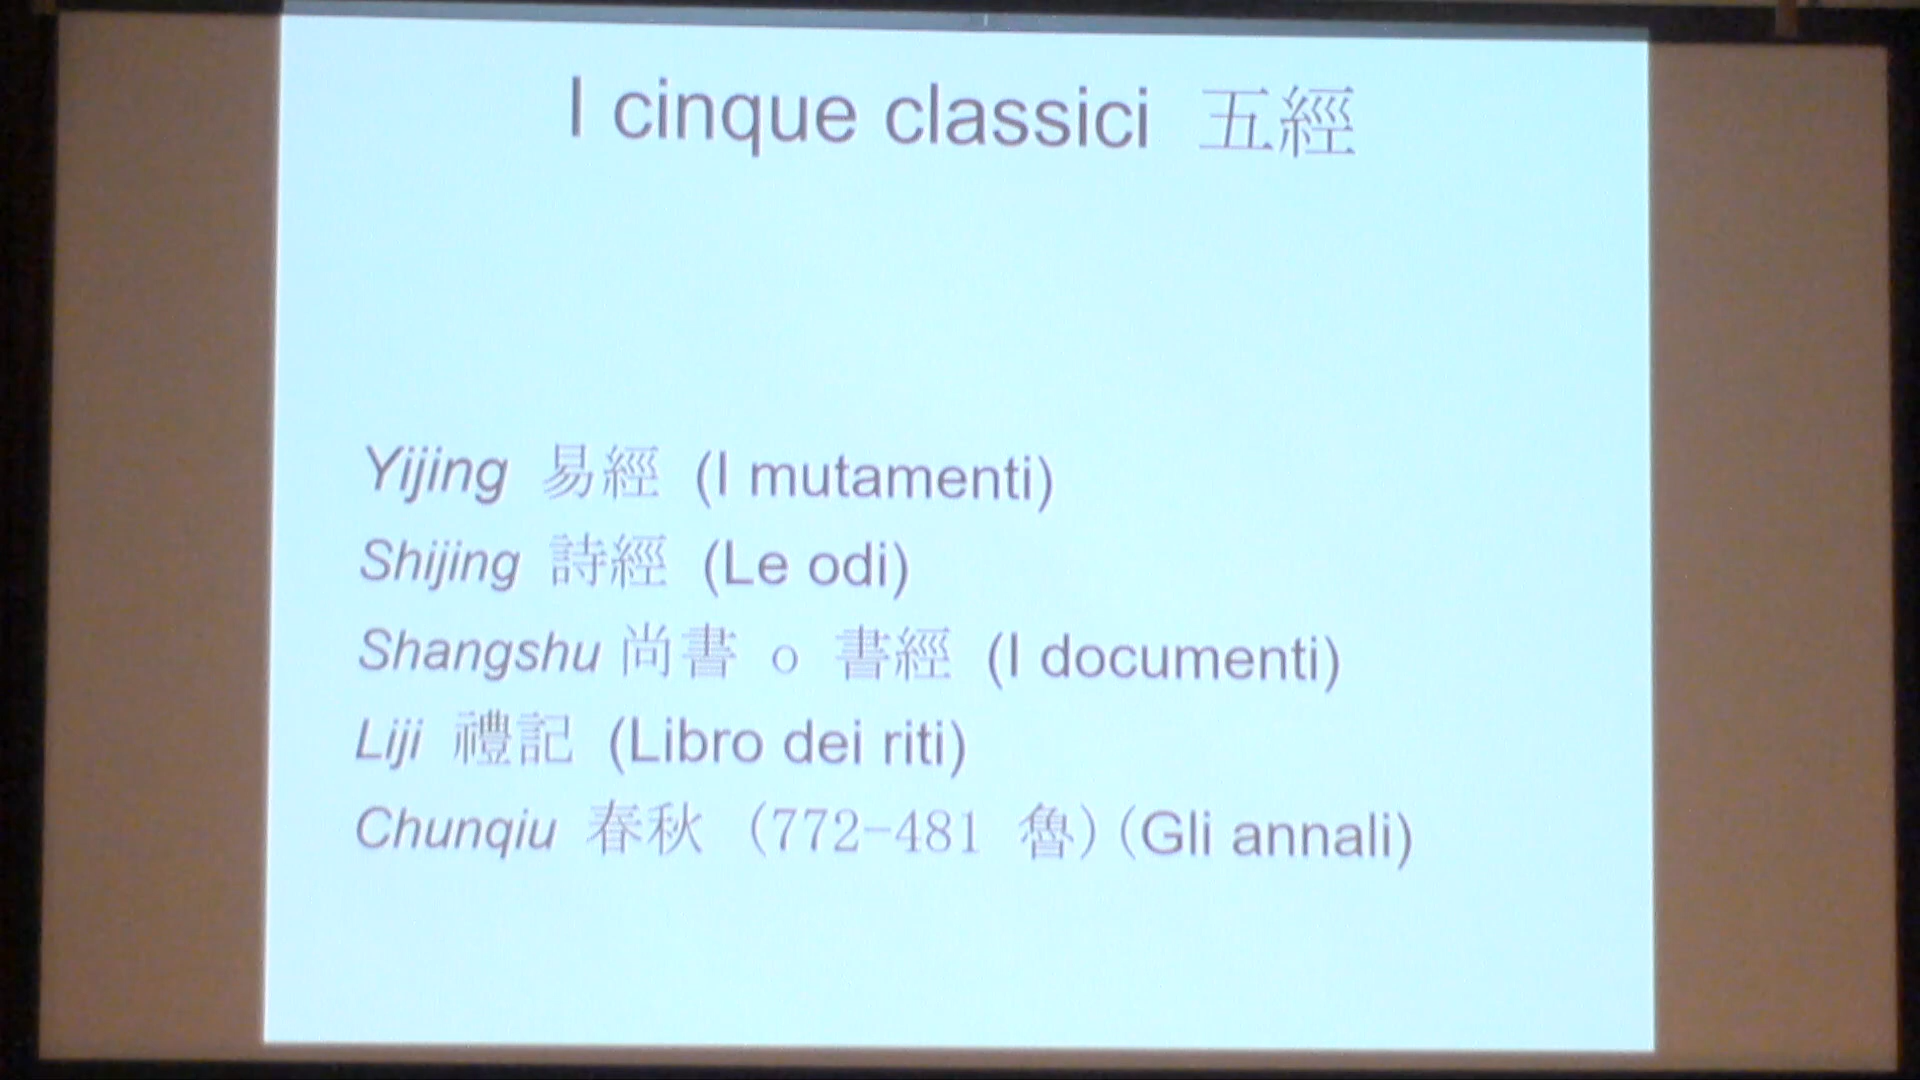 I cinque classici 五經
Yijing 易經 (I mutamenti)
Shijing 詩經 (Le odi)
Shangshu 尚書 o 書經 (I documenti)
Liji 禮記 (Libro dei riti)
Chunqiu 春秋 (772-481 魯) (Gli annali)